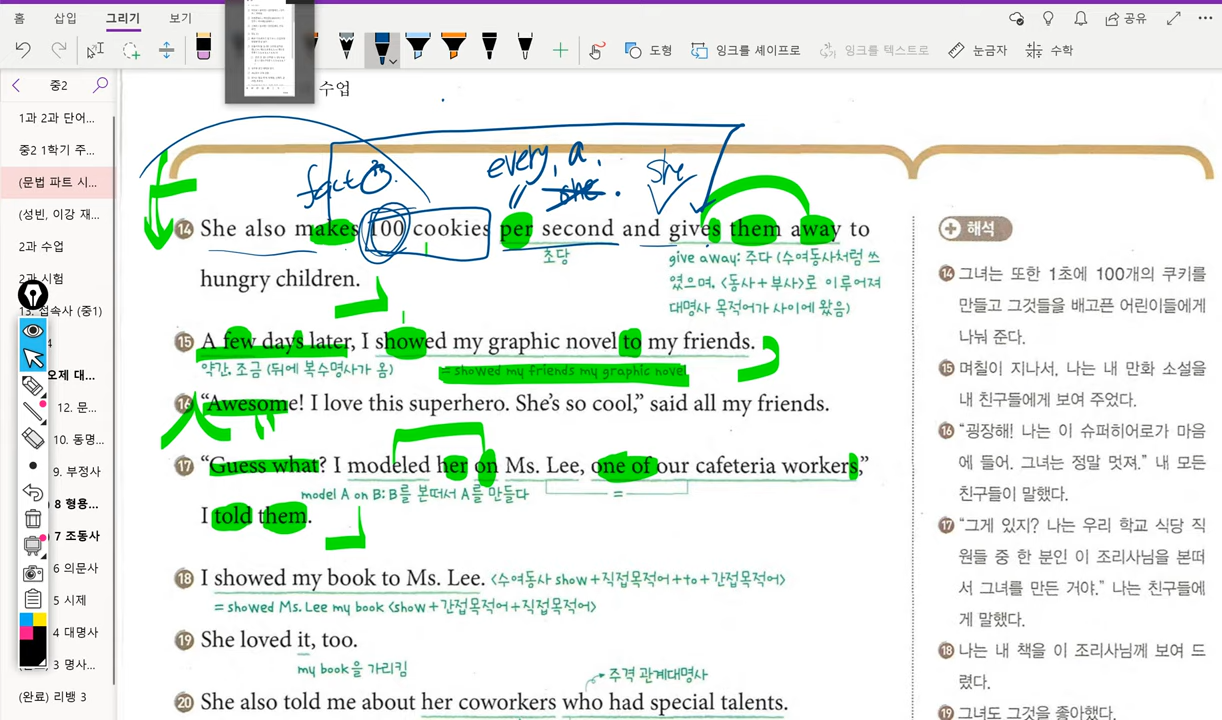 홈 삽입 그리기 보기
공유
도형 잉크를 셰이프로 잉크를 텍스트로 눈금자 수학
중2
1과 2과 단어...
중2 1학기 주...
(문법 파트 시...
(성빈, 이강 재...
2과 수업
2과 시험
13. 접속사 (중1)
4
오제 대...
12. 문...
10. 동명...
9. 부정사
8 형용...
7 조동사
6 의문사
5 시제
4 대명사
3 명사...
(완료) 리뱅 3
수업
fact
every, a.
she.
she
⑭ She also makes 100 cookies per second and gives them away to
초당
give away: 주다 (수여동사처럼 쓰
였으며, <동사+부사>로 이루어져
대명사 목적어가 사이에 왔음)
hungry children.
⑮ A few days later, I showed my graphic novel to my friends.
약간, 조금 (뒤에 복수명사가 옴)
= showed my friends my graphic novel
⑯ “Awesome! I love this superhero. She’s so cool,” said all my friends.
⑰ “Guess what? I modeled her on Ms. Lee, one of our cafeteria workers,”
model A on B: B를 본떠서 A를 만들다
=
I told them.
⑱ I showed my book to Ms. Lee. <수여동사 show+직접목적어+to+간접목적어>
= showed Ms. Lee my book <show+간접목적어+직접목적어>
⑲ She loved it, too.
my book을 가리킴
주격 관계대명사
⑳ She also told me about her coworkers who had special talents.
해석
⑭ 그녀는 또한 1초에 100개의 쿠키를
만들고 그것들을 배고픈 어린이들에게
나눠 준다.
⑮ 며칠이 지나서, 나는 내 만화 소설을
내 친구들에게 보여 주었다.
⑯ “굉장해! 나는 이 슈퍼히어로가 마음
에 들어. 그녀는 정말 멋져.” 내 모든
친구들이 말했다.
⑰ “그게 있지? 나는 우리 학교 식당 직
원들 중 한 분인 이 조리사님을 본떠
서 그녀를 만든 거야.” 나는 친구들에
게 말했다.
⑱ 나는 내 책을 이 조리사님께 보여 드
렸다.
⑲ 그녀도 그것을 좋아했다.